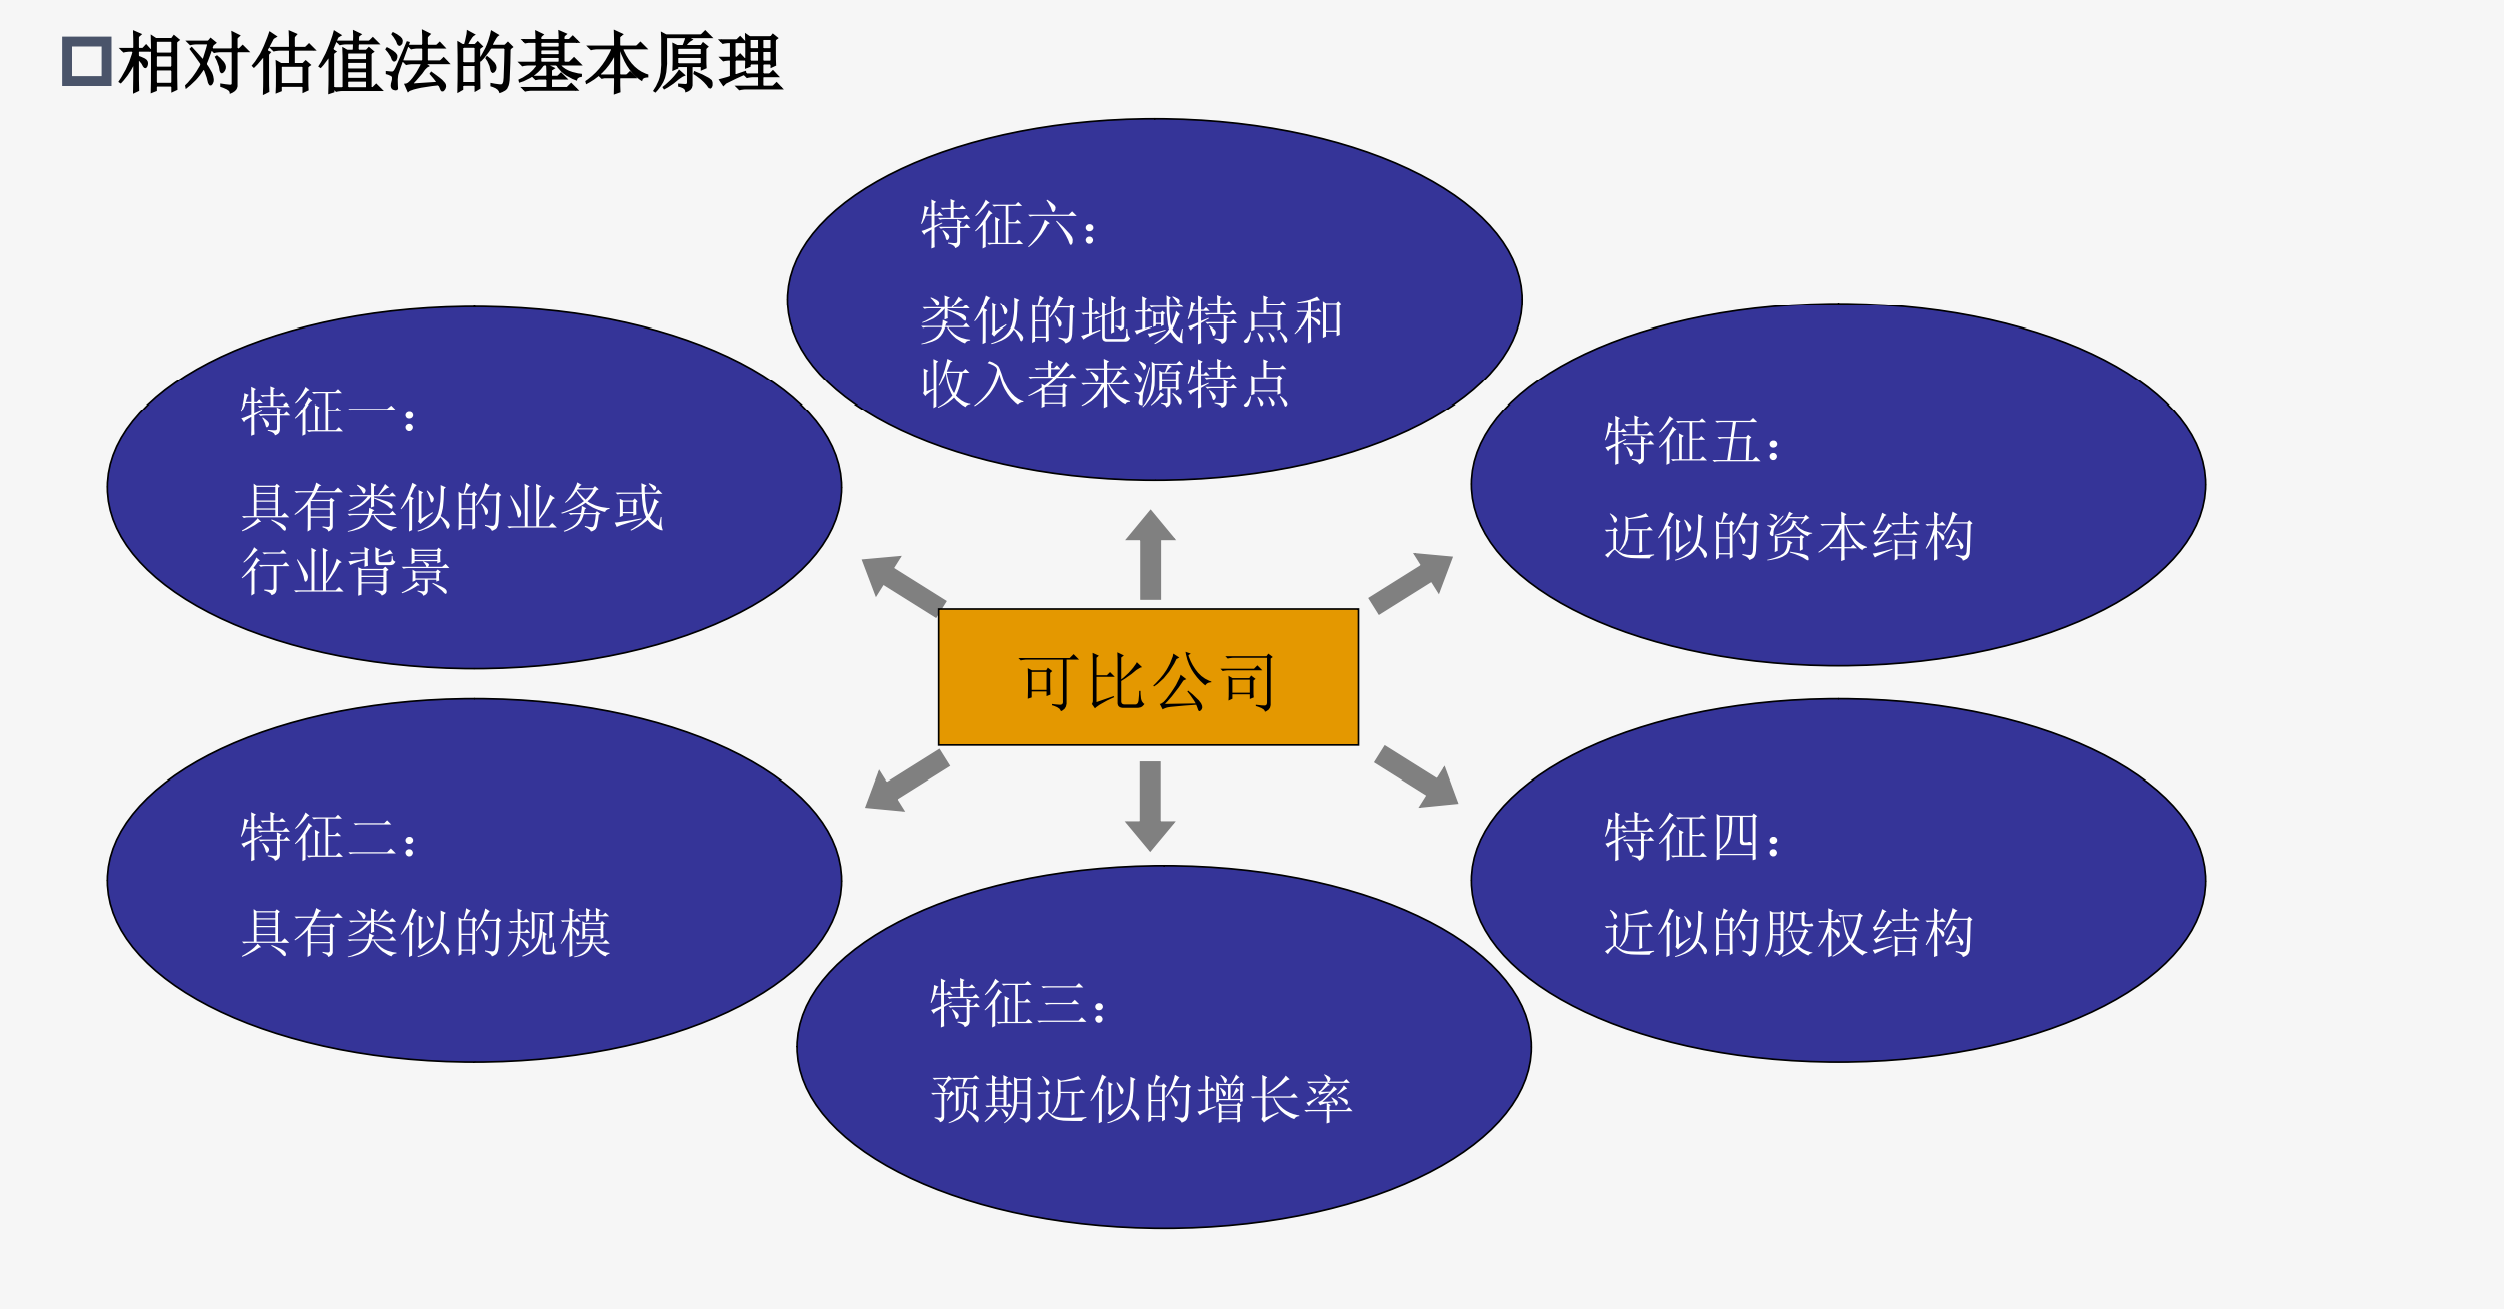 相对估值法的基本原理
特征六：
类似的地域特点和
收入者来源特点
特征一：
具有类似的业务或
行业背景
特征五：
近似的资本结构
可比公司
特征二：
具有类似的规模
特征四：
近似的股权结构
特征三：
预期近似的增长率